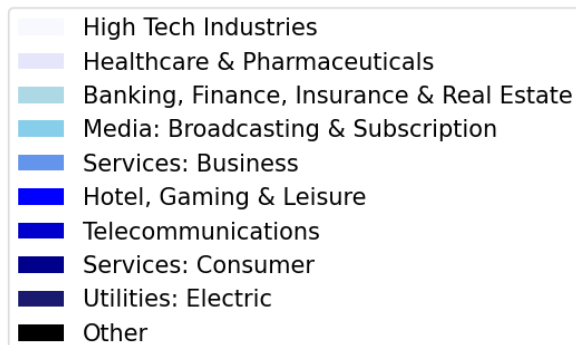 High Tech Industries
Healthcare & Pharmaceuticals
Banking, Finance, Insurance & Real Estate
Media: Broadcasting & Subscription
Services: Business
Hotel, Gaming & Leisure
Telecommunications
Services: Consumer
Utilities: Electric
Other